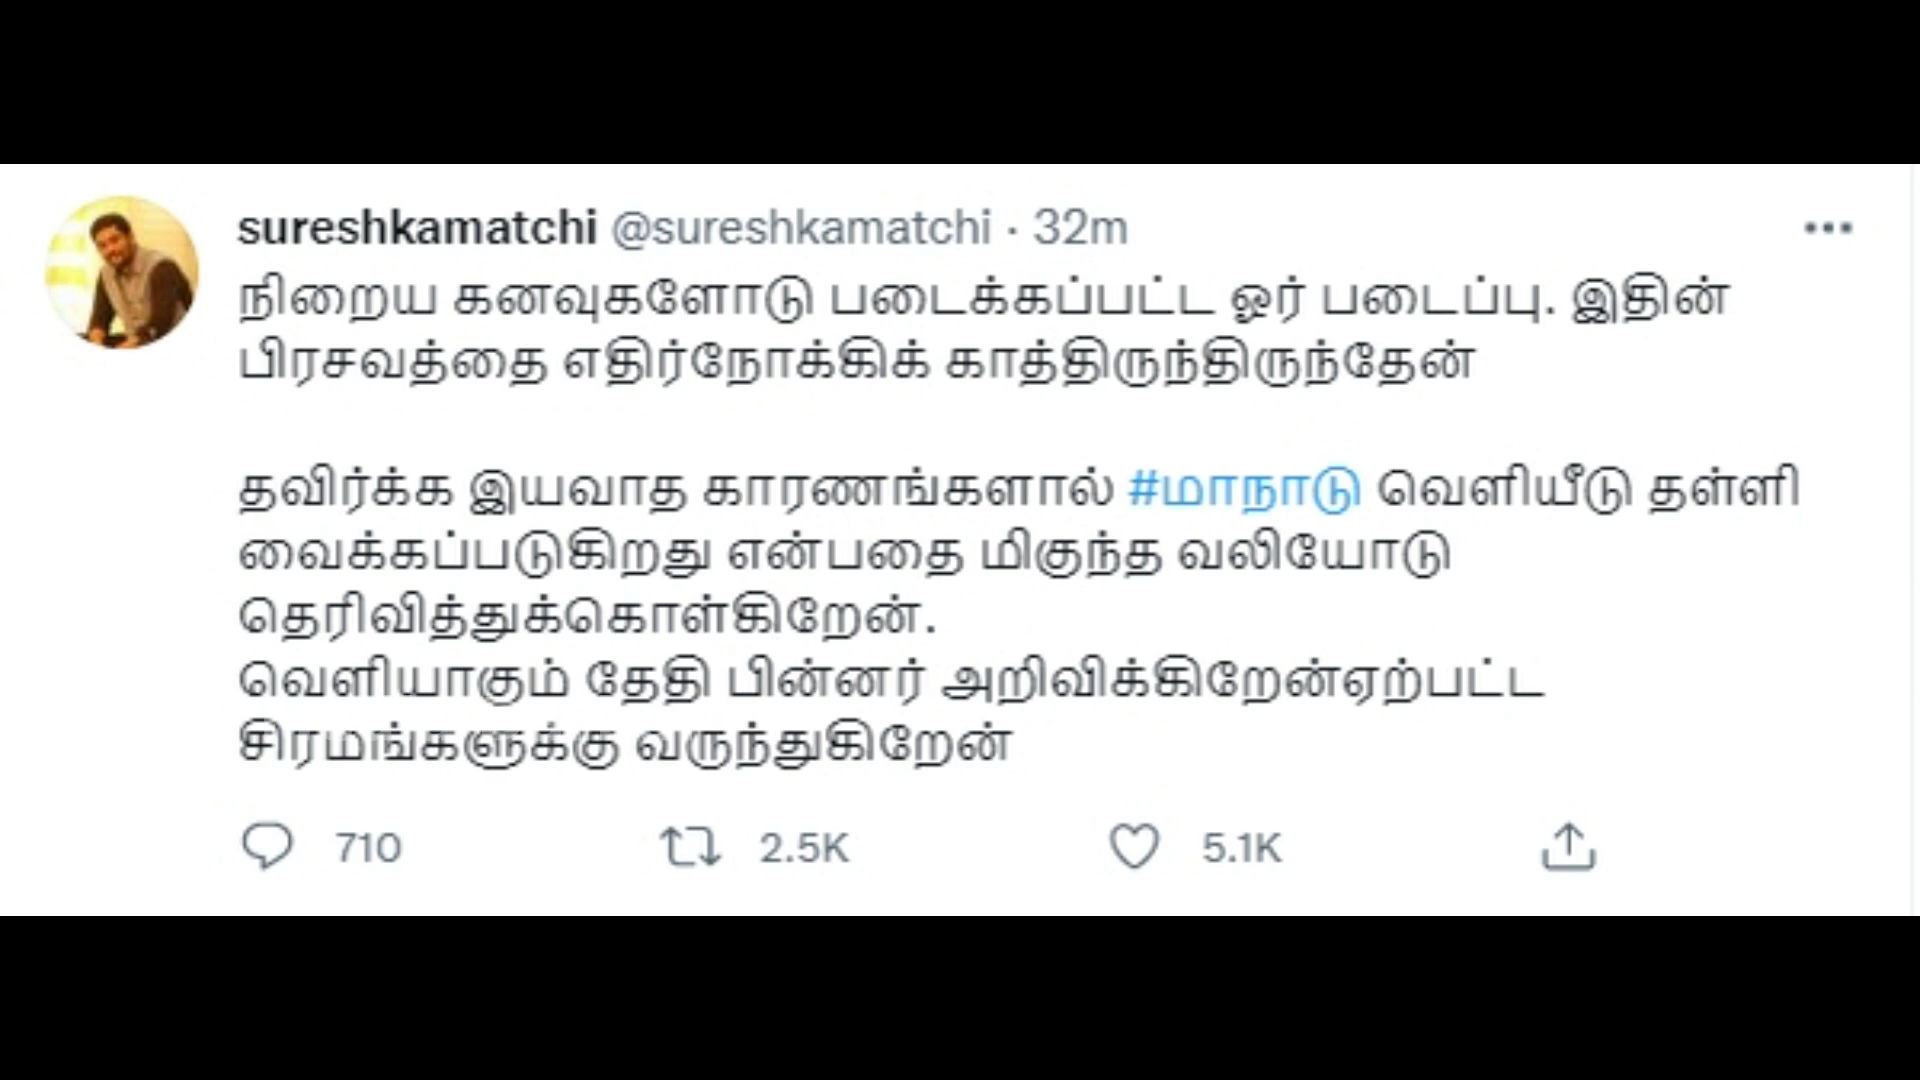 sureshkamatchi @sureshkamatchi · 32m
நிறைய கனவுகளோடு படைக்கப்பட்ட ஓர் படைப்பு. இதின்
பிரசவத்தை எதிர்நோக்கிக் காத்திருந்திருந்தேன்
தவிர்க்க இயவாத காரணங்களால் #மாநாடு வெளியீடு தள்ளி
வைக்கப்படுகிறது என்பதை மிகுந்த வலியோடு
தெரிவித்துக்கொள்கிறேன்.
வெளியாகும் தேதி பின்னர் அறிவிக்கிறேன்ஏற்பட்ட
சிரமங்களுக்கு வருந்துகிறேன்
710 2.5K 5.1K